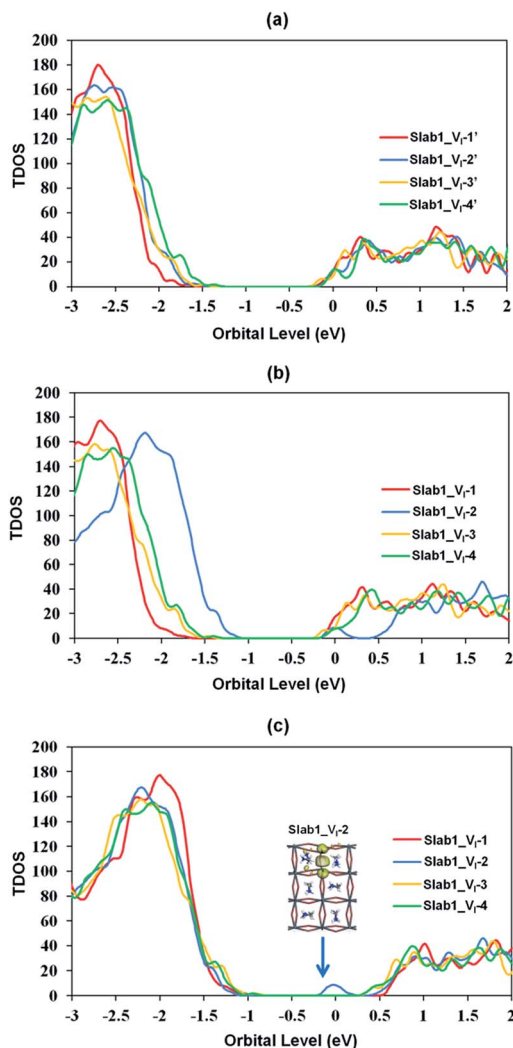 (a)
200
180
160
140
120
100
80
60
40
20
0
TDOS
-3 -2.5 -2 -1.5 -1 -0.5 0 0.5 1 1.5 2
Orbital Level (eV)
Slab1_VI-1'
Slab1_VI-2'
Slab1_VI-3'
Slab1_VI-4'
(b)
200
180
160
140
120
100
80
60
40
20
0
TDOS
-3 -2.5 -2 -1.5 -1 -0.5 0 0.5 1 1.5 2
Orbital Level (eV)
Slab1_VI-1
Slab1_VI-2
Slab1_VI-3
Slab1_VI-4
(c)
200
180
160
140
120
100
80
60
40
20
0
TDOS
-3 -2.5 -2 -1.5 -1 -0.5 0 0.5 1 1.5 2
Orbital Level (eV)
Slab1_VI-2
Slab1_VI-1
Slab1_VI-2
Slab1_VI-3
Slab1_VI-4